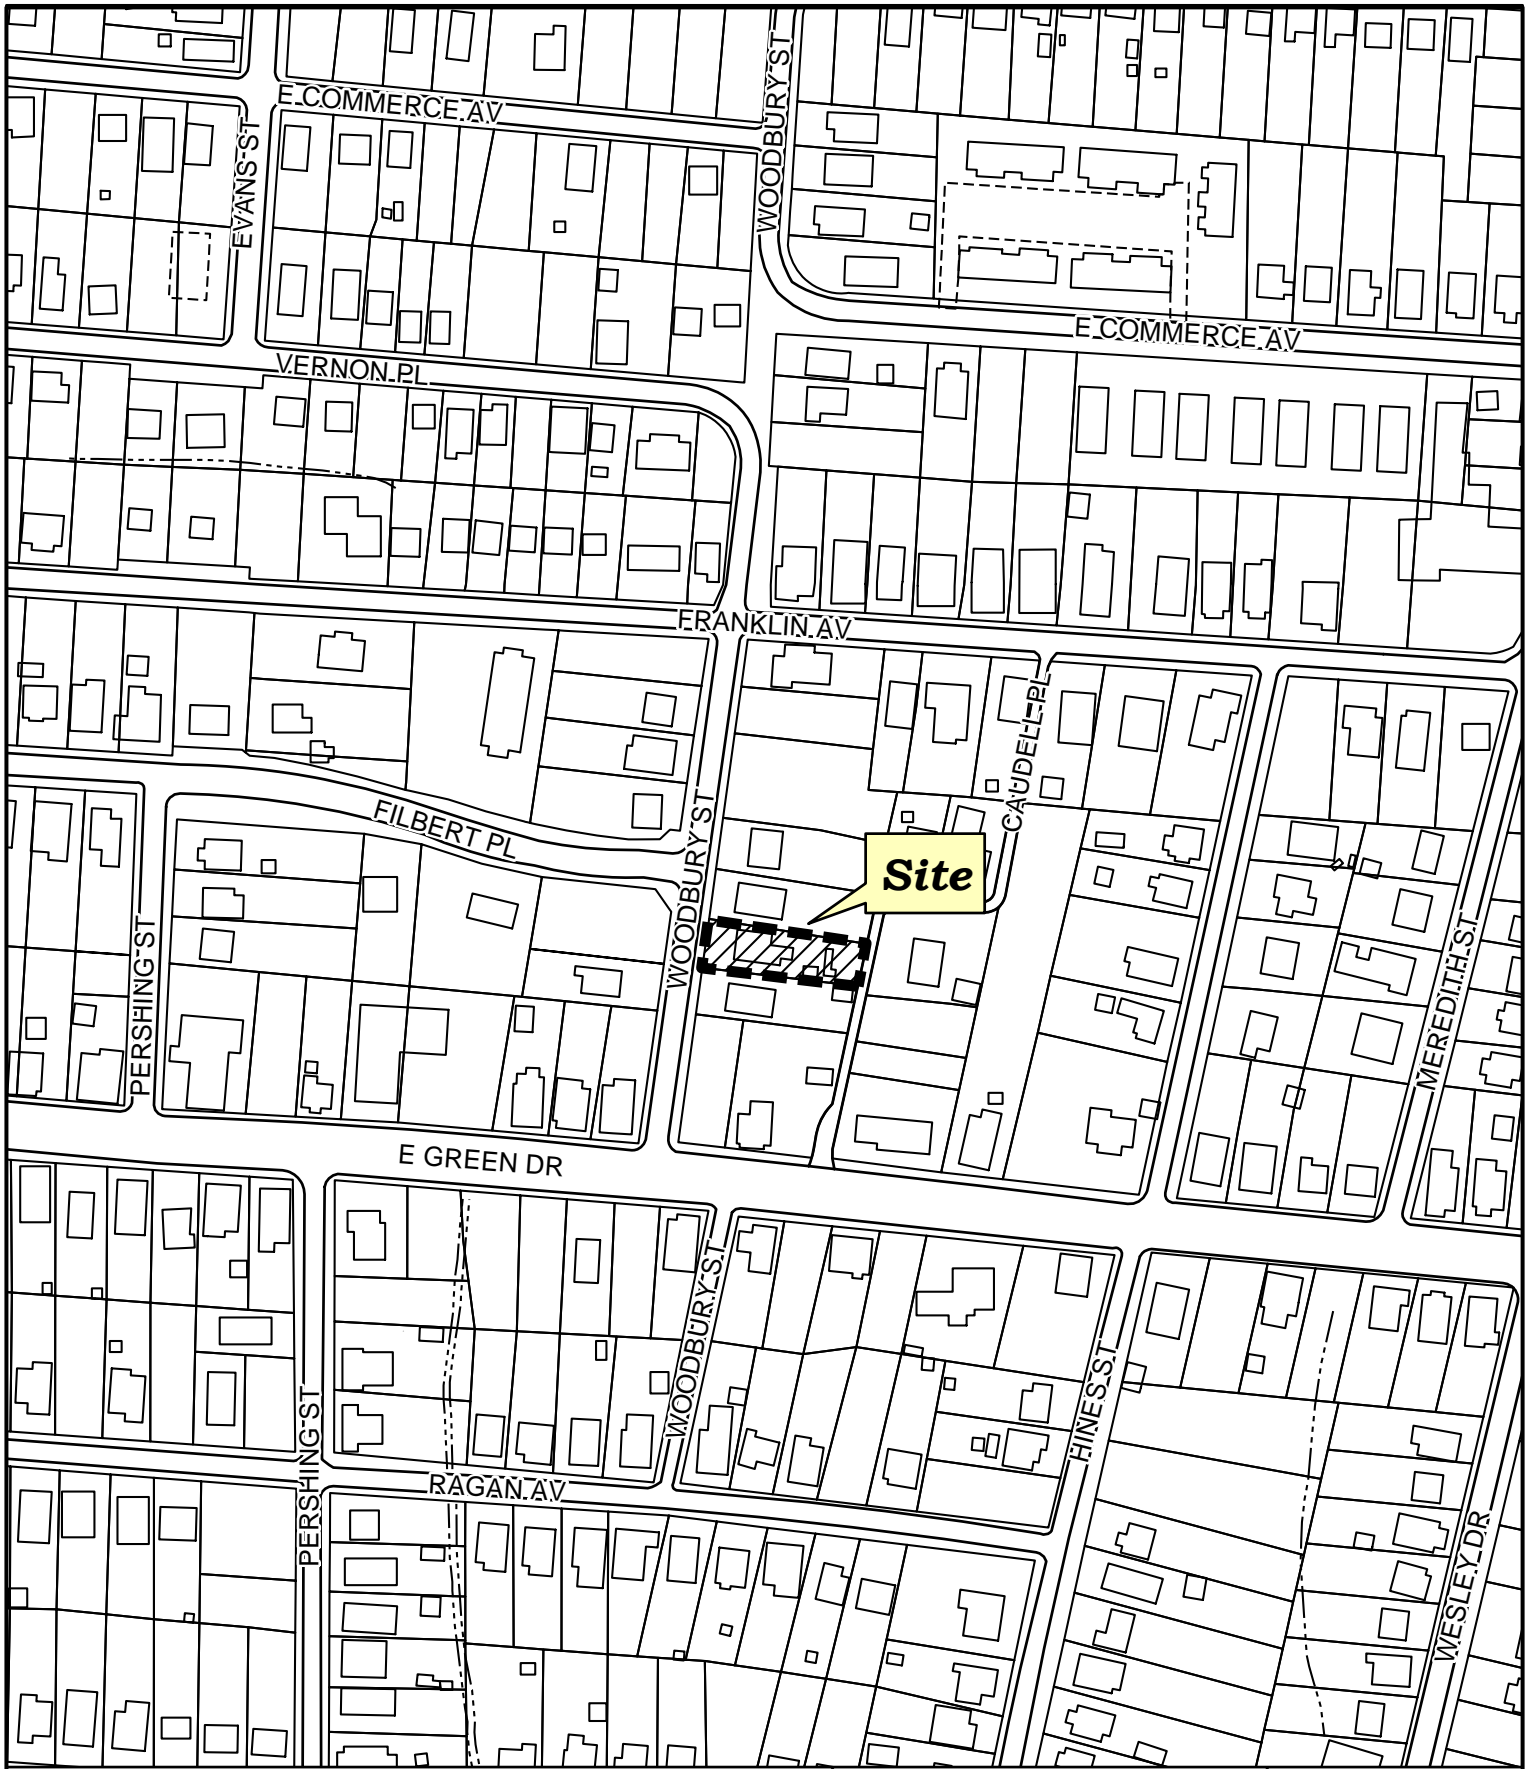 E COMMERCE AV
WOODBURY ST
EVANS ST
E COMMERCE AV
VERNON PL
FRANKLIN AV
CAUDELL PL
FILBERT PL
WOODBURY ST
Site
PERSHING ST
MEREDITH ST
E GREEN DR
WOODBURY ST
HINES ST
PERSHING ST
RAGAN AV
WESLEY DR